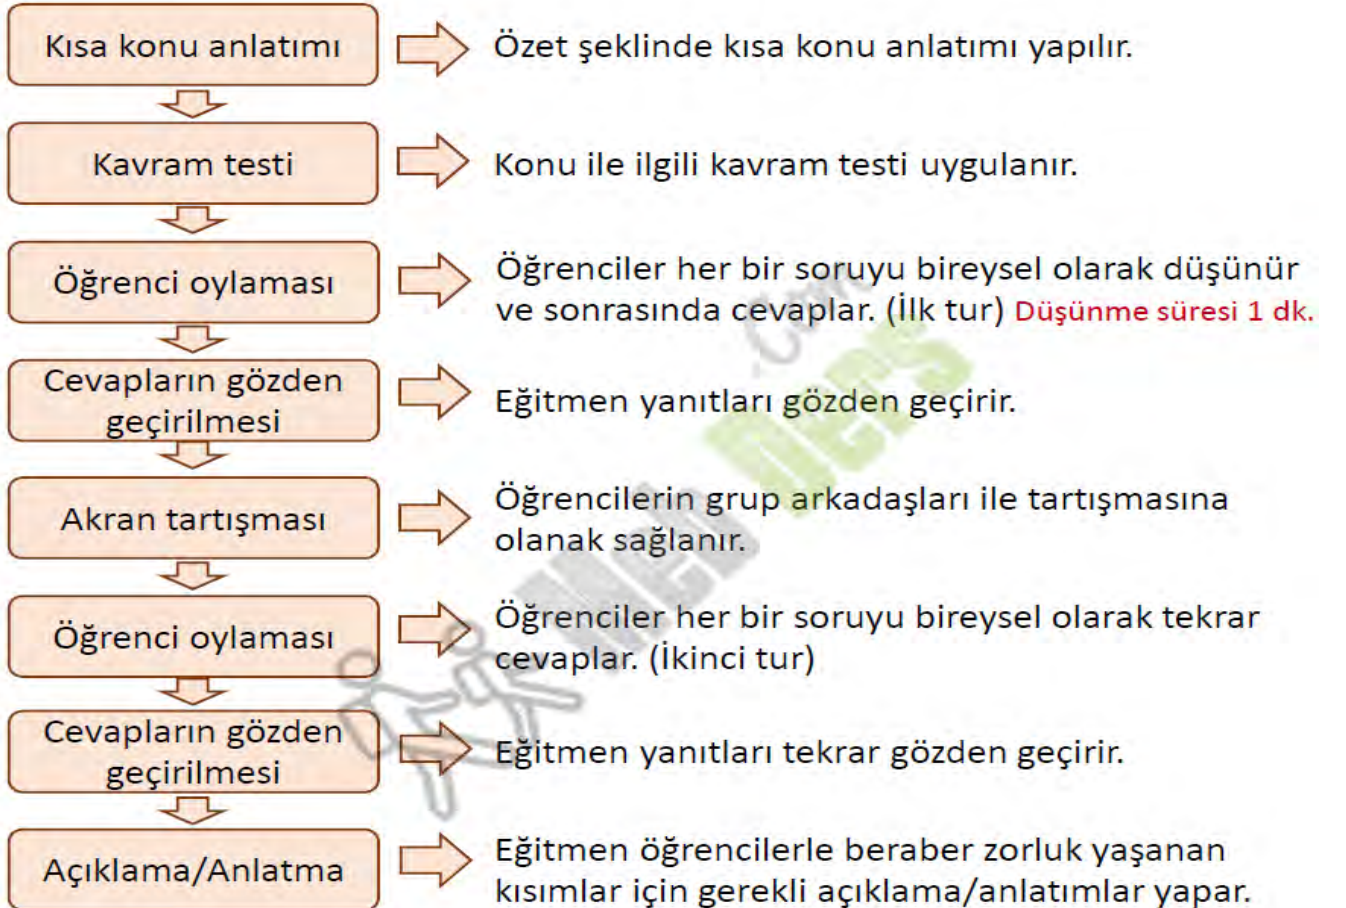 Kısa konu anlatımı
Özet şeklinde kısa konu anlatımı yapılır.
Kavram testi
Konu ile ilgili kavram testi uygulanır.
Öğrenci oylaması
Öğrenciler her bir soruyu bireysel olarak düşünür
ve sonrasında cevaplar. (İlk tur) Düşünme süresi 1 dk.
Cevapların gözden
geçirilmesi
Eğitmen yanıtları gözden geçirir.
Akran tartışması
Öğrencilerin grup arkadaşları ile tartışmasına
olanak sağlanır.
Öğrenci oylaması
Öğrenciler her bir soruyu bireysel olarak tekrar
cevaplar. (İkinci tur)
Cevapların gözden
geçirilmesi
Eğitmen yanıtları tekrar gözden geçirir.
Açıklama/Anlatma
Eğitmen öğrencilerle beraber zorluk yaşanan
kısımlar için gerekli açıklama/anlatımlar yapar.
Meb Ders .Com